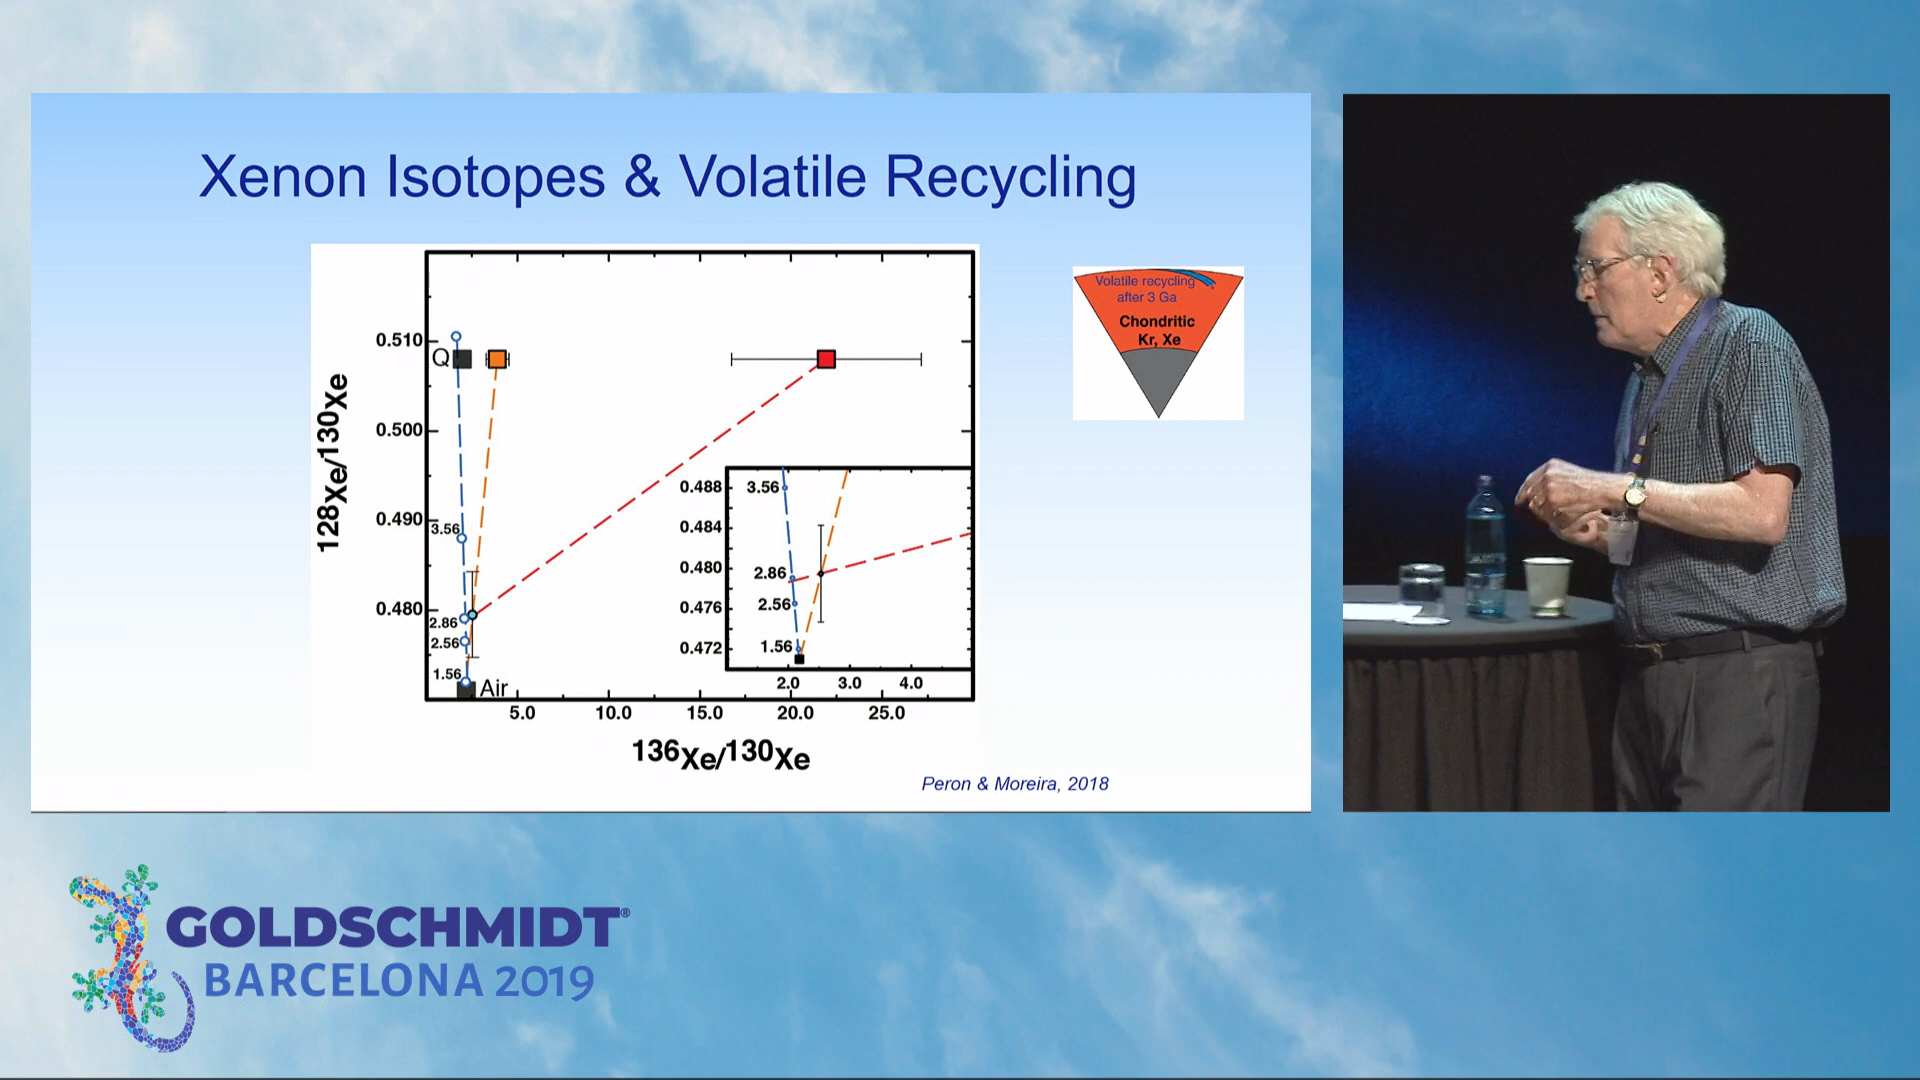 Xenon Isotopes & Volatile Recycling
128Xe/130Xe
0.510
0.500
0.490
0.480
Q
3.56
2.86
2.56
1.56
Air
5.0 10.0 15.0 20.0 25.0
136Xe/130Xe
0.488
0.484
0.480
0.476
0.472
3.56
2.86
2.56
1.56
2.0 3.0 4.0
Volatile recycling
after 3 Ga
Chondritic
Kr, Xe
Peron & Moreira, 2018
GOLDSCHMIDT®
BARCELONA 2019